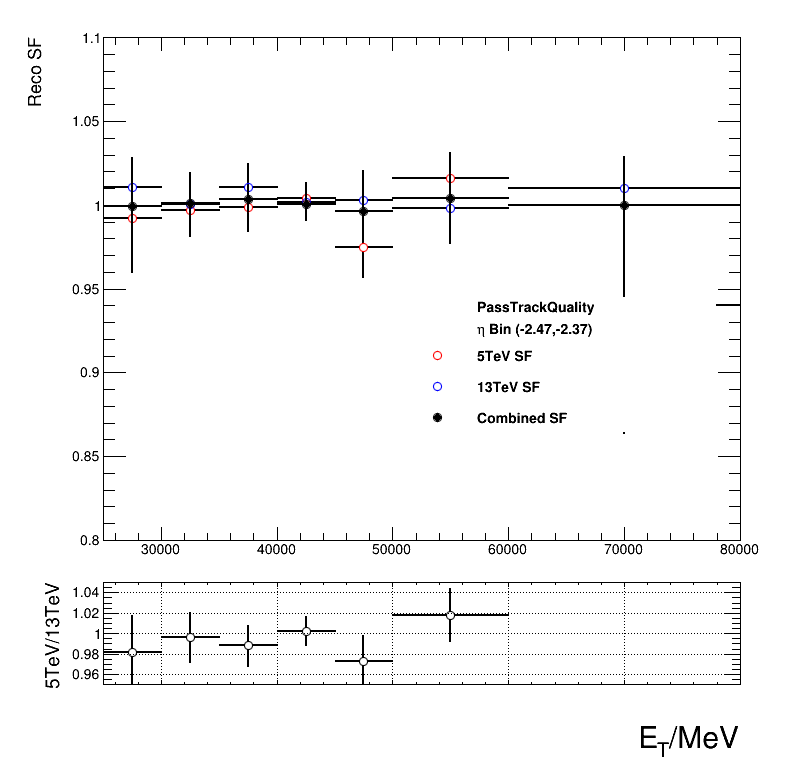 Reco SF
1.1
1.05
1
0.95
0.9
0.85
0.8
PassTrackQuality
η Bin (-2.47,-2.37)
5TeV SF
13TeV SF
Combined SF
30000 40000 50000 60000 70000 80000
5TeV/13TeV
1.04
1.02
1
0.98
0.96
E_T/MeV